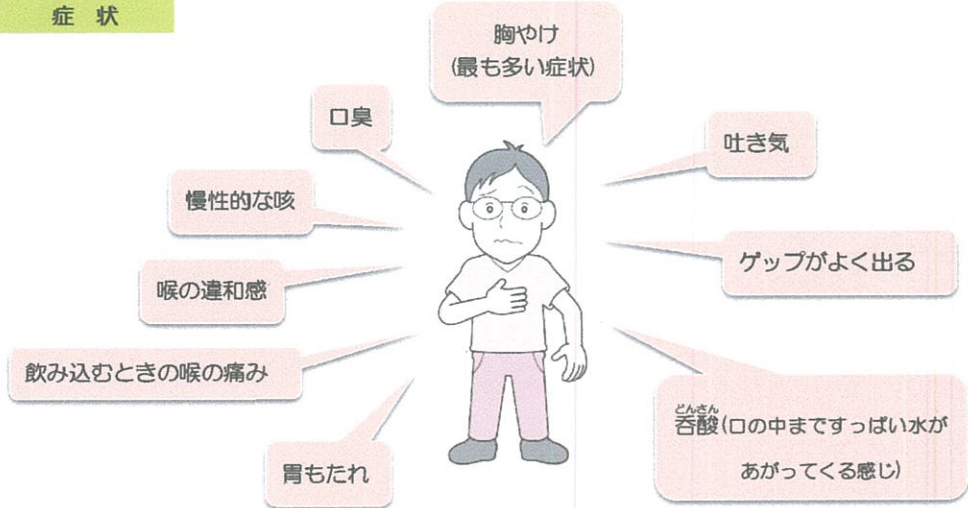 症 状
胸やけ
(最も多い症状)
口臭
吐き気
慢性的な咳
ゲップがよく出る
喉の違和感
飲み込むときの喉の痛み
どんさん
呑酸(口の中まですっぱい水が
あがってくる感じ)
胃もたれ